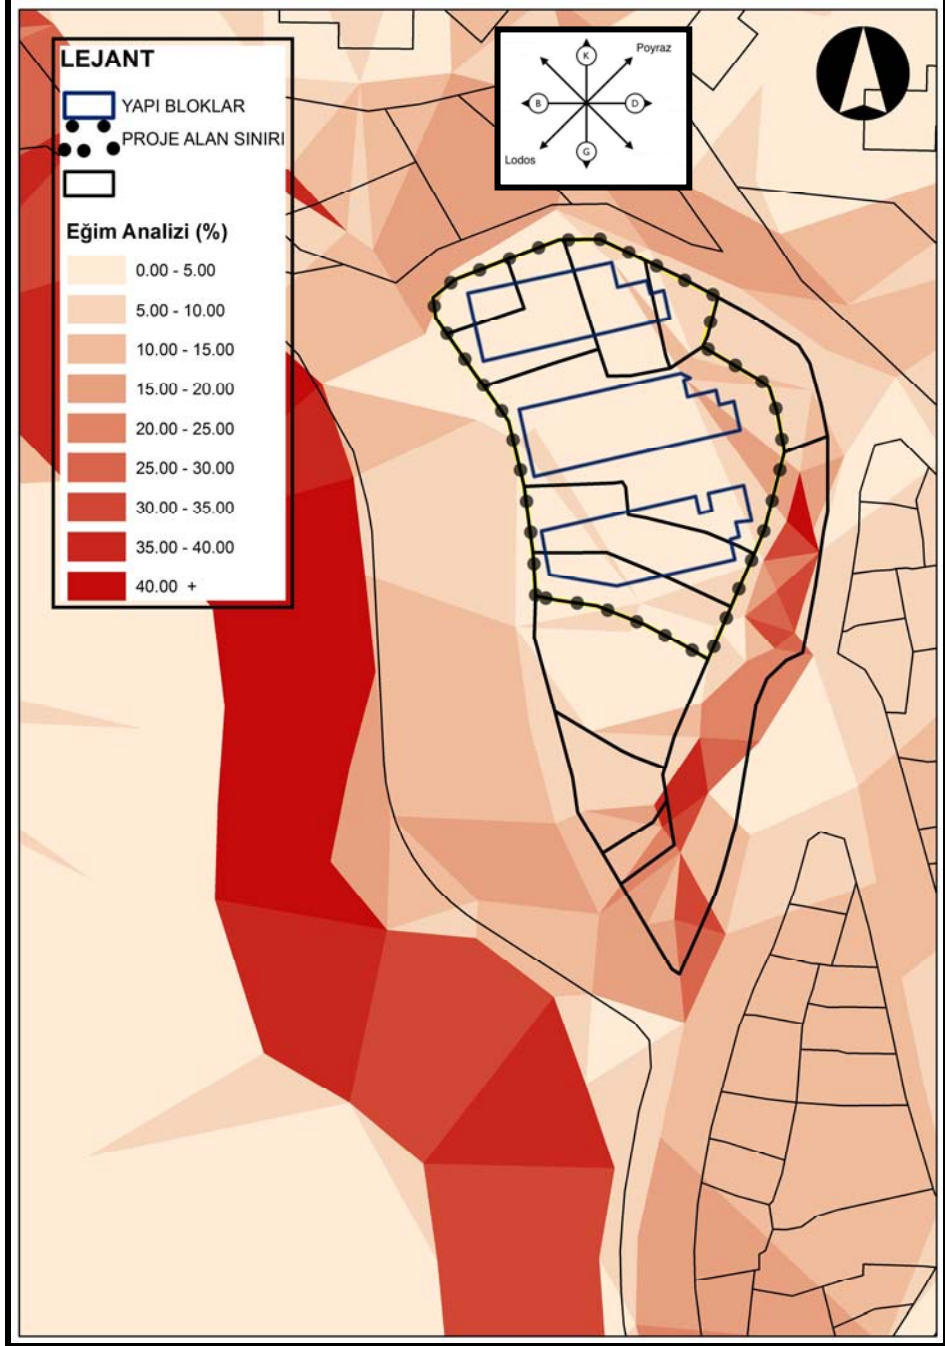 LEJANT
YAPI BLOKLAR
PROJE ALAN SINIRI
Eğim Analizi (%)
0.00 - 5.00
5.00 - 10.00
10.00 - 15.00
15.00 - 20.00
20.00 - 25.00
25.00 - 30.00
30.00 - 35.00
35.00 - 40.00
40.00 +
K
Poyraz
B
D
Lodos
G